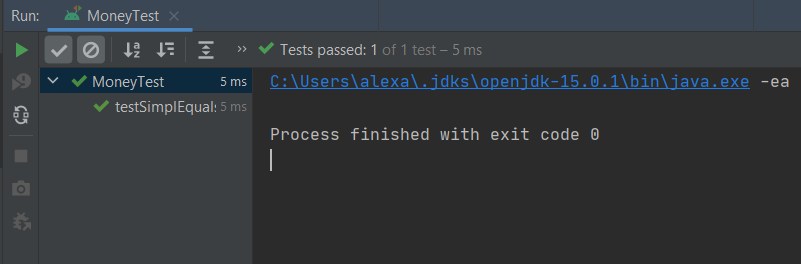 Run: MoneyTest
Tests passed: 1 of 1 test – 5 ms
MoneyTest 5 ms
testSimplEqual: 5 ms
C:\Users\alexa\.jdks\openjdk-15.0.1\bin\java.exe -ea
Process finished with exit code 0